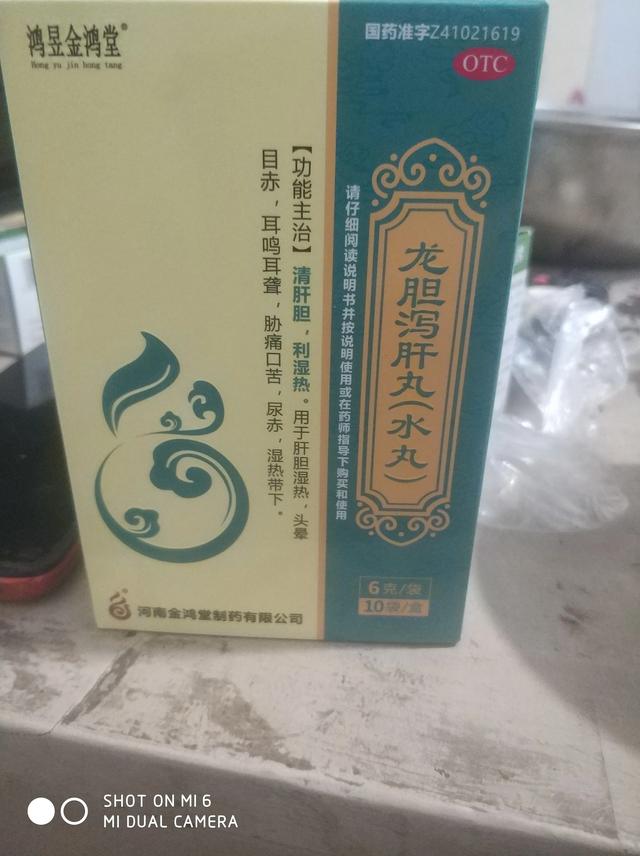 鸿昱金鸿堂®
Hong yu jin hong tang
国药准字Z41021619
OTC
【功能主治】清肝胆，利湿热。用于肝胆湿热，头晕
目赤，耳鸣耳聋，胁痛口苦，尿赤，湿热带下。
请仔细阅读说明书并按说明使用或在药师指导下购买和使用
龙胆泻肝丸(水丸)
6克/袋
10袋/盒
河南金鸿堂制药有限公司
SHOT ON MI 6
MI DUAL CAMERA